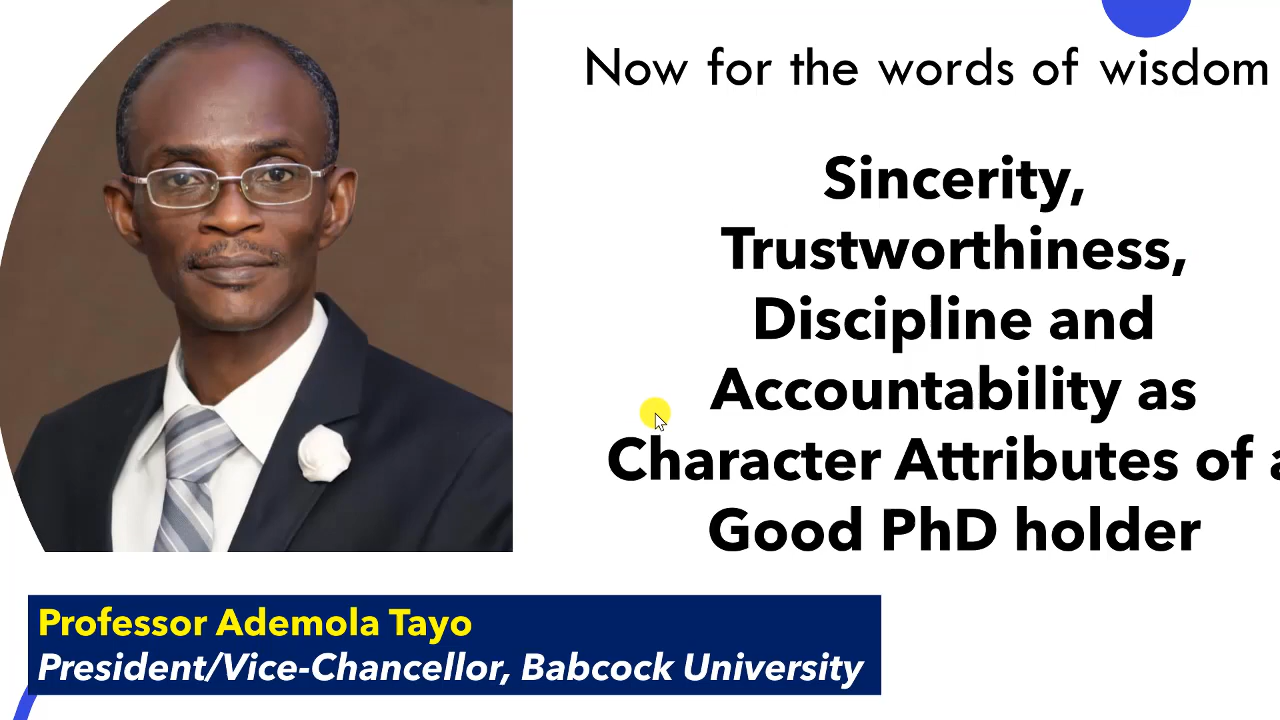 Now for the words of wisdom
Sincerity,
Trustworthiness,
Discipline and
Accountability as
Character Attributes of a
Good PhD holder
Professor Ademola Tayo
President/Vice-Chancellor, Babcock University